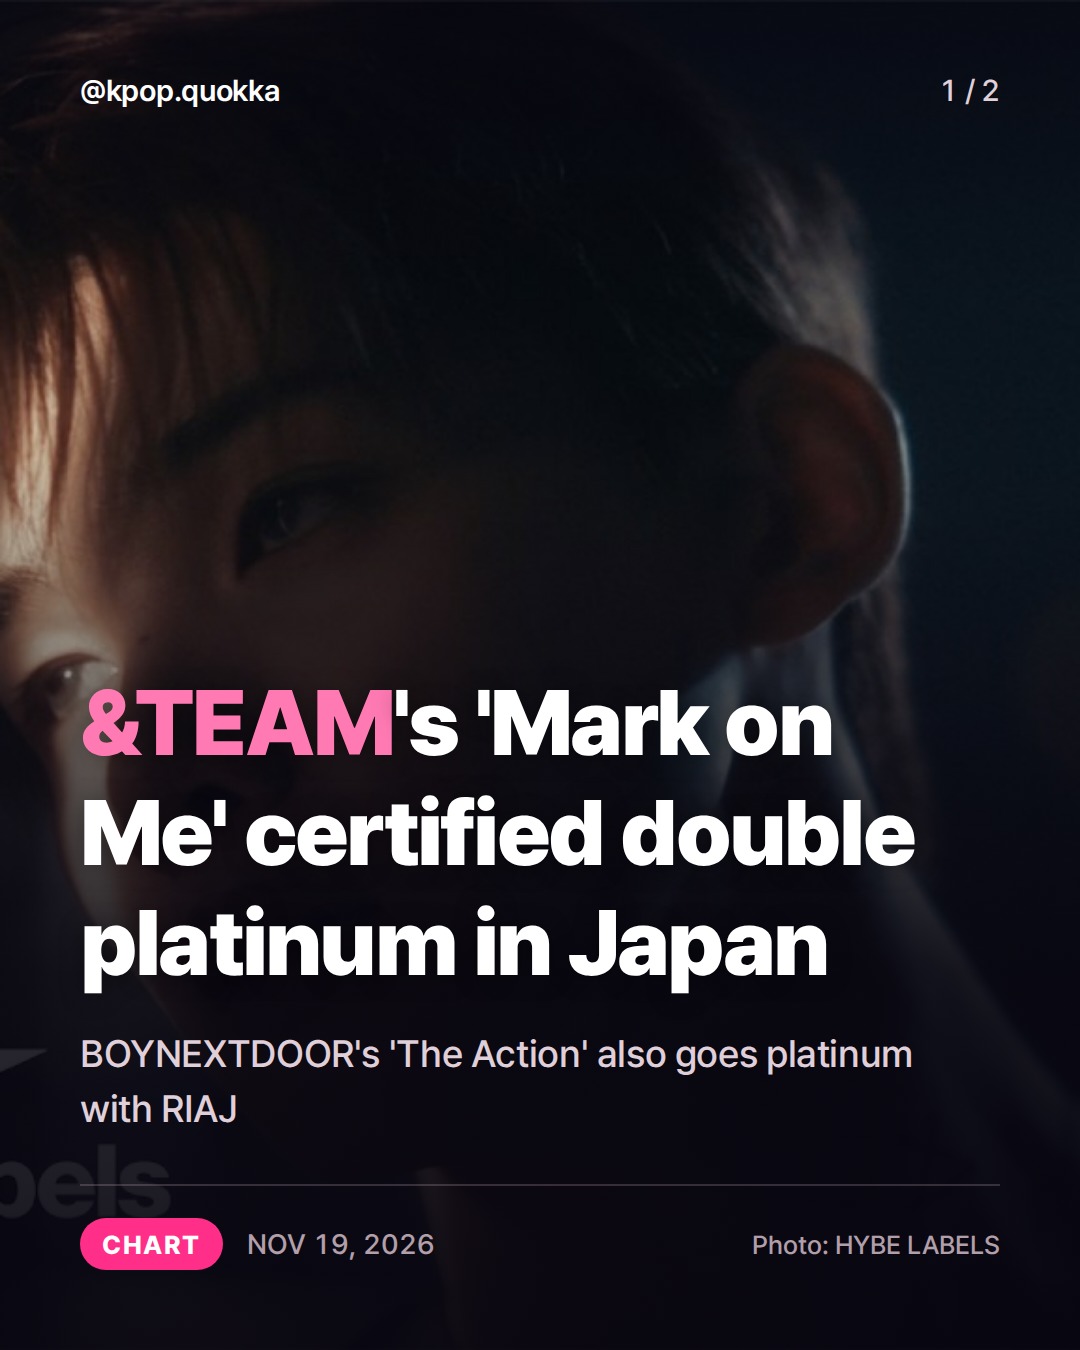 @kpop.quokka
1 / 2
&TEAM's 'Mark on
Me' certified double
platinum in Japan
BOYNEXTDOOR's 'The Action' also goes platinum
with RIAJ
bels
CHART
NOV 19, 2026
Photo: HYBE LABELS